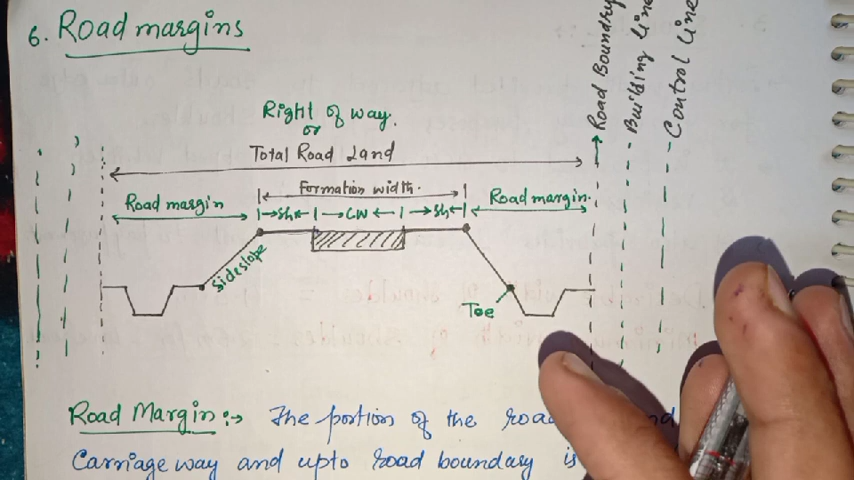 6. Road margins
Right of way.
or
Total Road Land
Formation width.
Road margin
Sh
CW
Sh
Road margin.
Sideslope
Toe
Road Boundry
Building line
Control line
Road Margin:-> The portion of the road
Carriage way and upto road boundary is